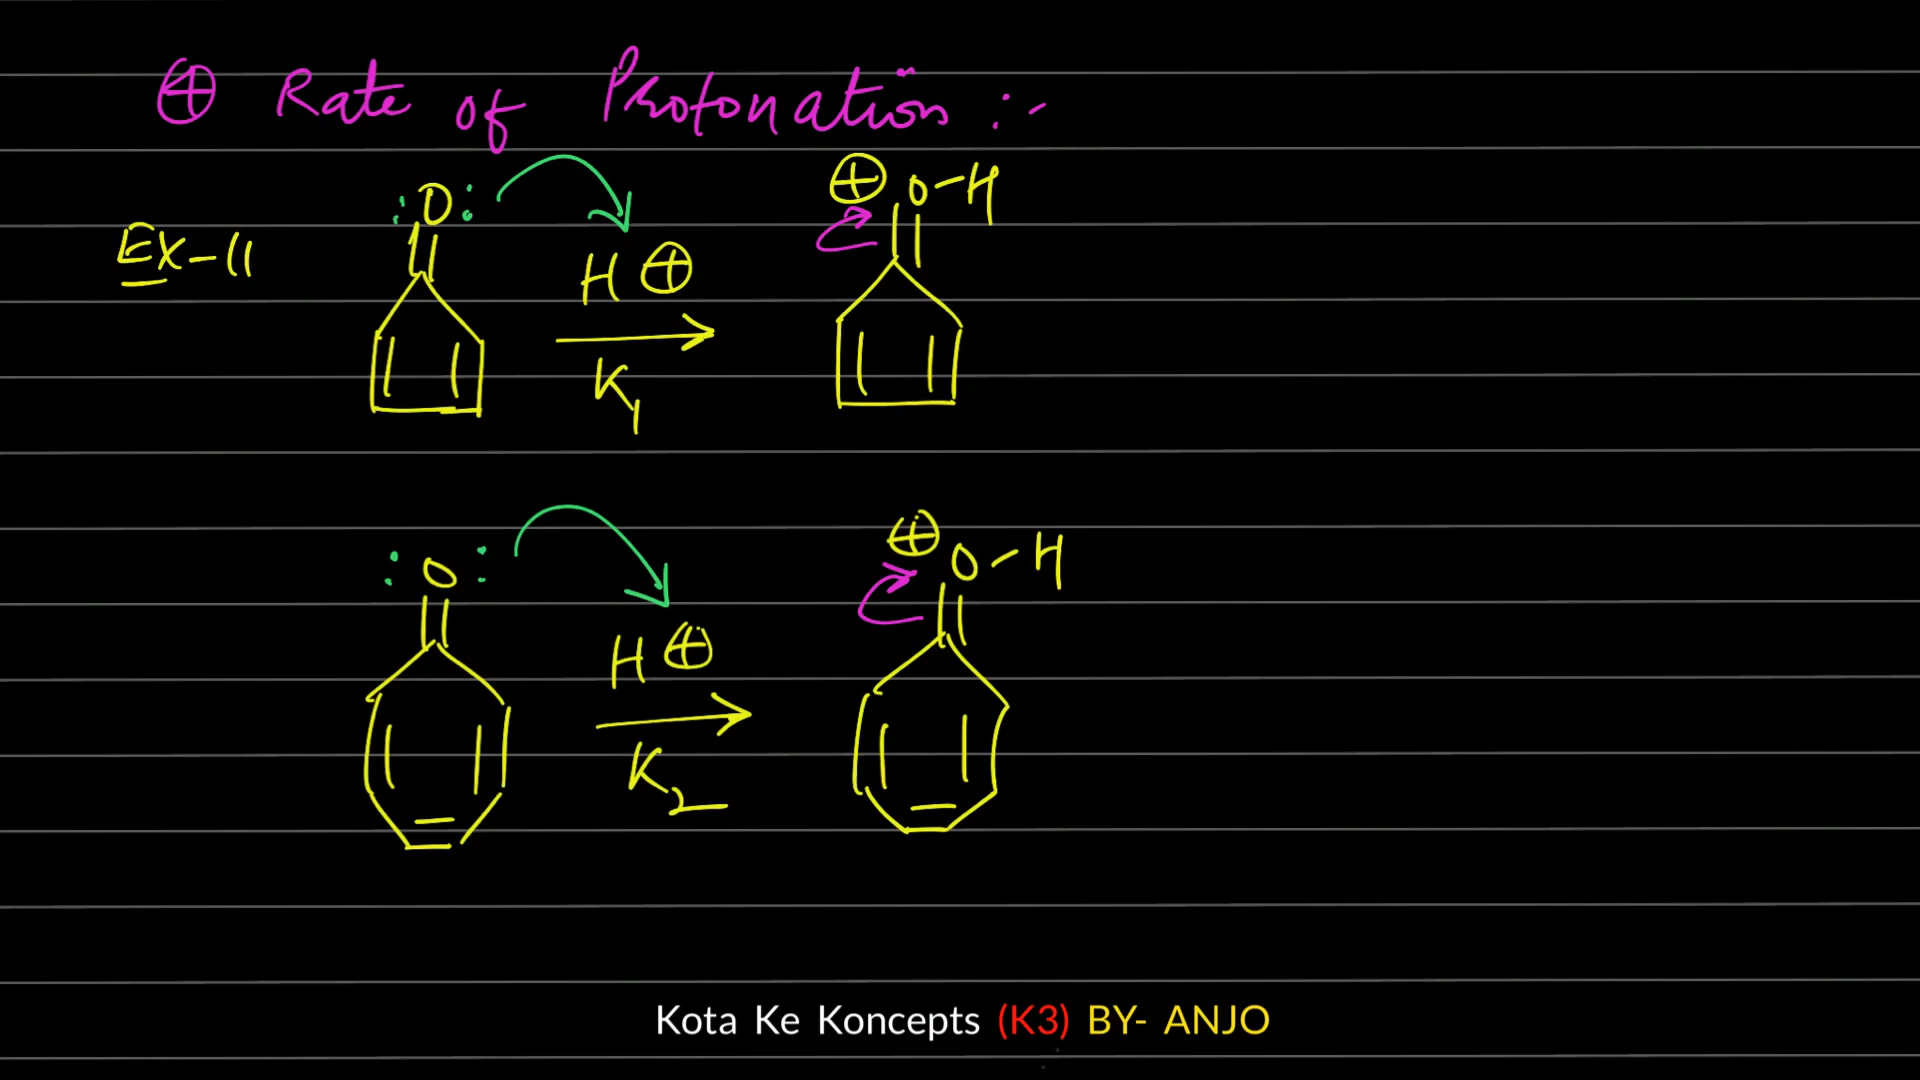 ⊕ Rate of Protonation :-
⊕ O-H
:O:
EX-11
H ⊕
K1
⊕ O-H
:O:
H ⊕
K2
Kota Ke Koncepts (K3) BY- ANJO